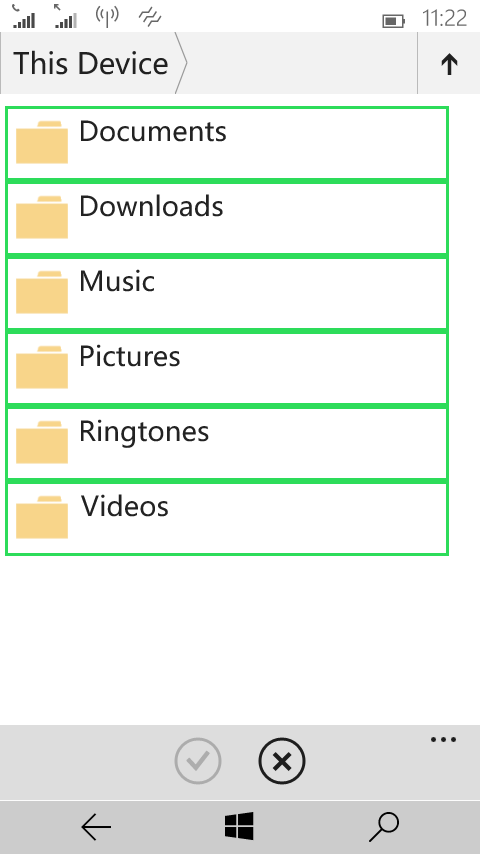 11:22
This Device
Documents
Downloads
Music
Pictures
Ringtones
Videos